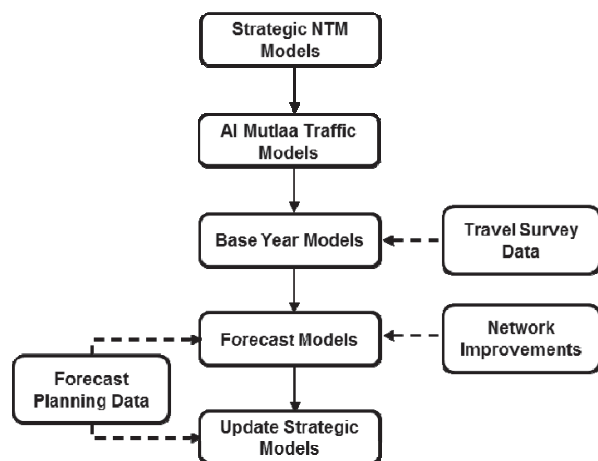 Strategic NTM
Models
Al Mutlaa Traffic
Models
Base Year Models
Travel Survey
Data
Forecast Models
Network
Improvements
Forecast
Planning Data
Update Strategic
Models